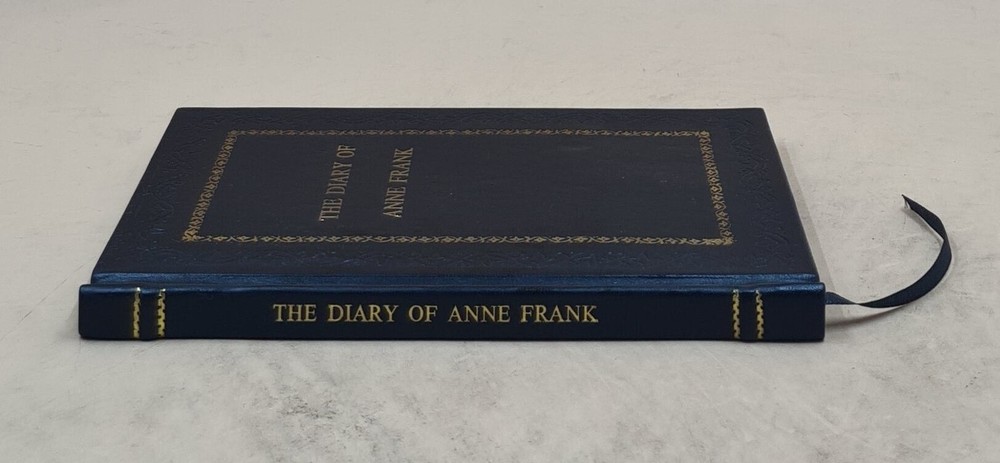 THE DIARY OF
ANNE FRANK
THE DIARY OF ANNE FRANK